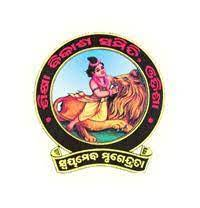 ଶିକ୍ଷା ବିକାଶ ସମିତି, ଓଡ଼ିଶା
ସ୍ୱୟମେବ ମୃଗେନ୍ଦ୍ରତା